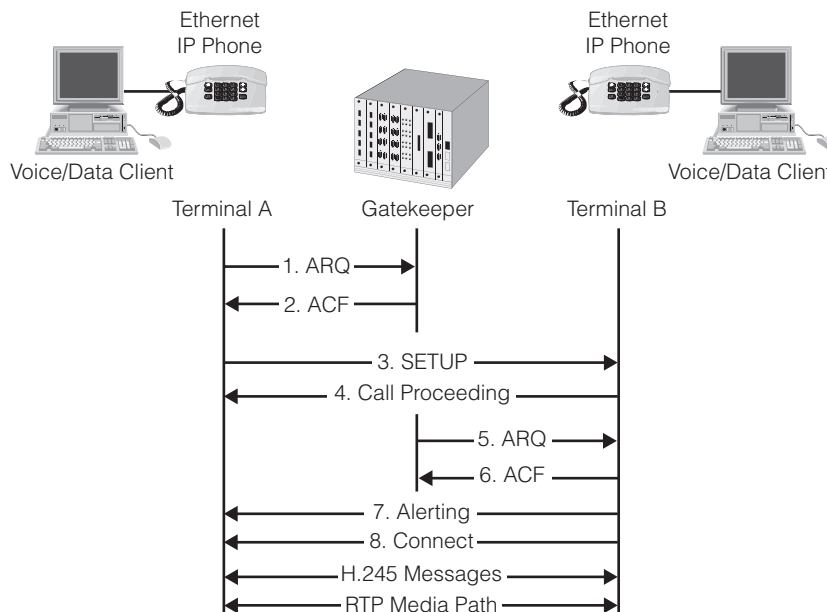 Ethernet
IP Phone
Ethernet
IP Phone
Voice/Data Client
Voice/Data Client
Terminal A
Gatekeeper
Terminal B
1. ARQ
2. ACF
3. SETUP
4. Call Proceeding
5. ARQ
6. ACF
7. Alerting
8. Connect
H.245 Messages
RTP Media Path